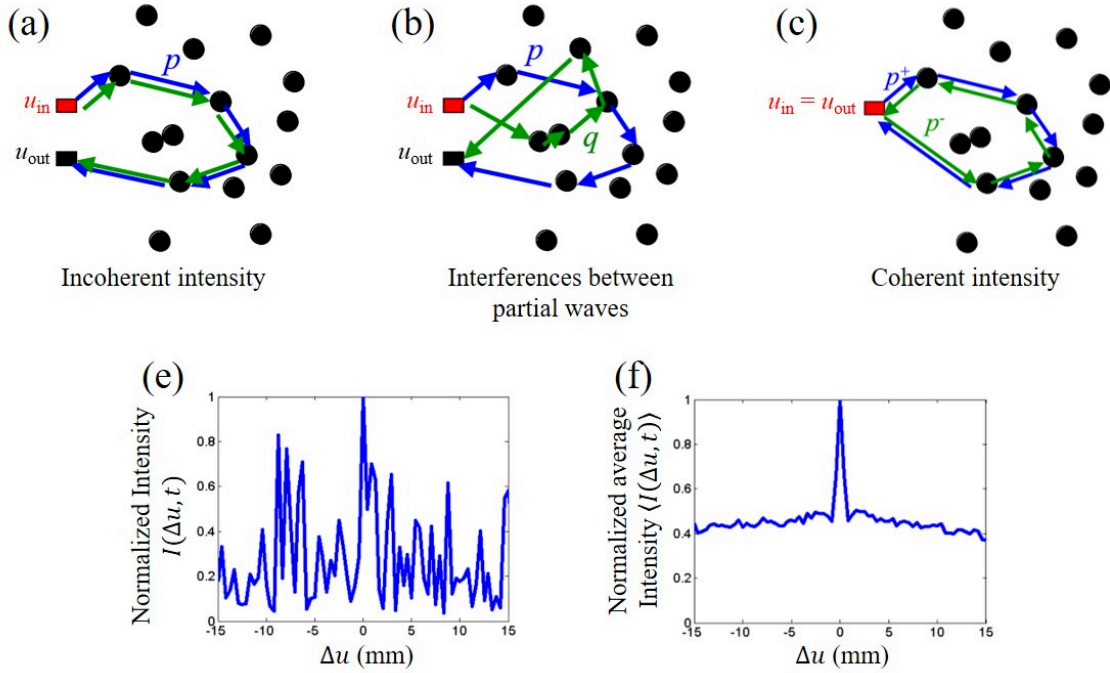 (a)
p
u_in
u_out
Incoherent intensity
(b)
p
u_in
u_out
q
Interferences between
partial waves
(c)
p⁺
u_in = u_out
p⁻
Coherent intensity
(e)
Normalized Intensity
I(Δu, t)
1
0.8
0.6
0.4
0.2
0
-15 -10 -5 0 5 10 15
Δu (mm)
(f)
Normalized average
Intensity ⟨I(Δu, t)⟩
1
0.8
0.6
0.4
0.2
0
-15 -10 -5 0 5 10 15
Δu (mm)